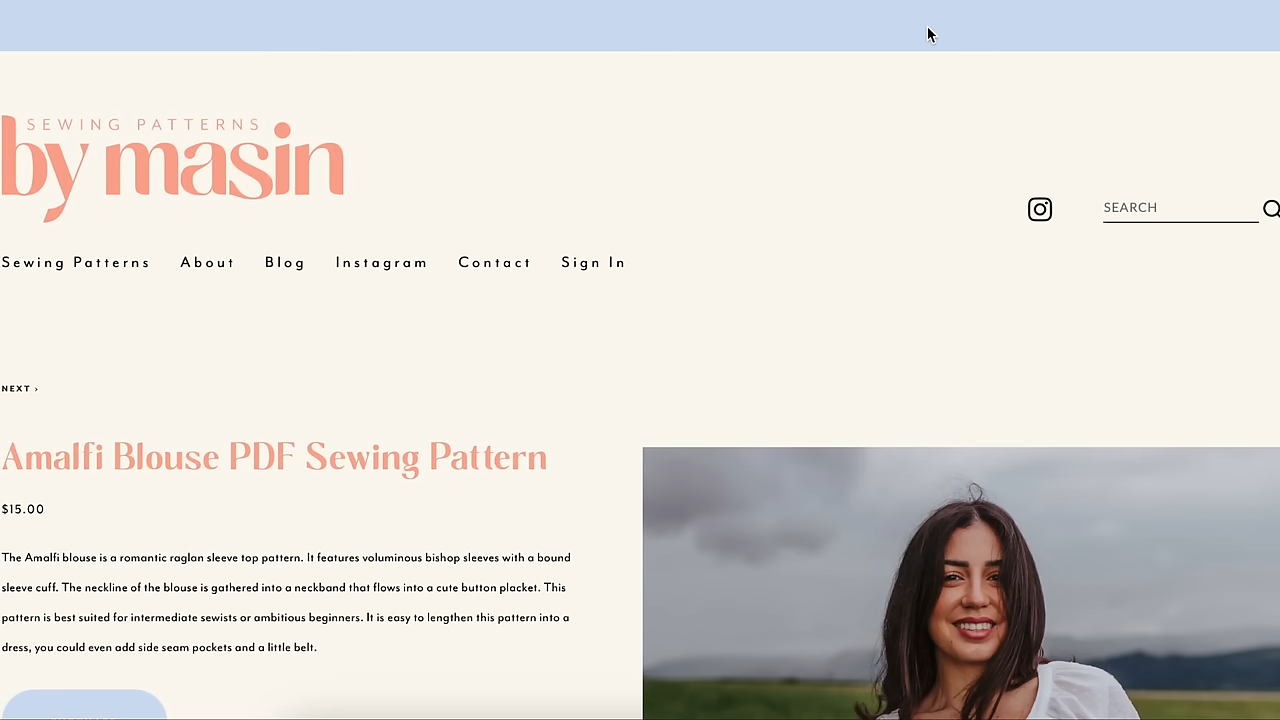 SEWING PATTERNS
by masin
SEARCH
Sewing Patterns About Blog Instagram Contact Sign In
NEXT ›
Amalfi Blouse PDF Sewing Pattern
$15.00
The Amalfi blouse is a romantic raglan sleeve top pattern. It features voluminous bishop sleeves with a bound
sleeve cuff. The neckline of the blouse is gathered into a neckband that flows into a cute button placket. This
pattern is best suited for intermediate sewists or ambitious beginners. It is easy to lengthen this pattern into a
dress, you could even add side seam pockets and a little belt.